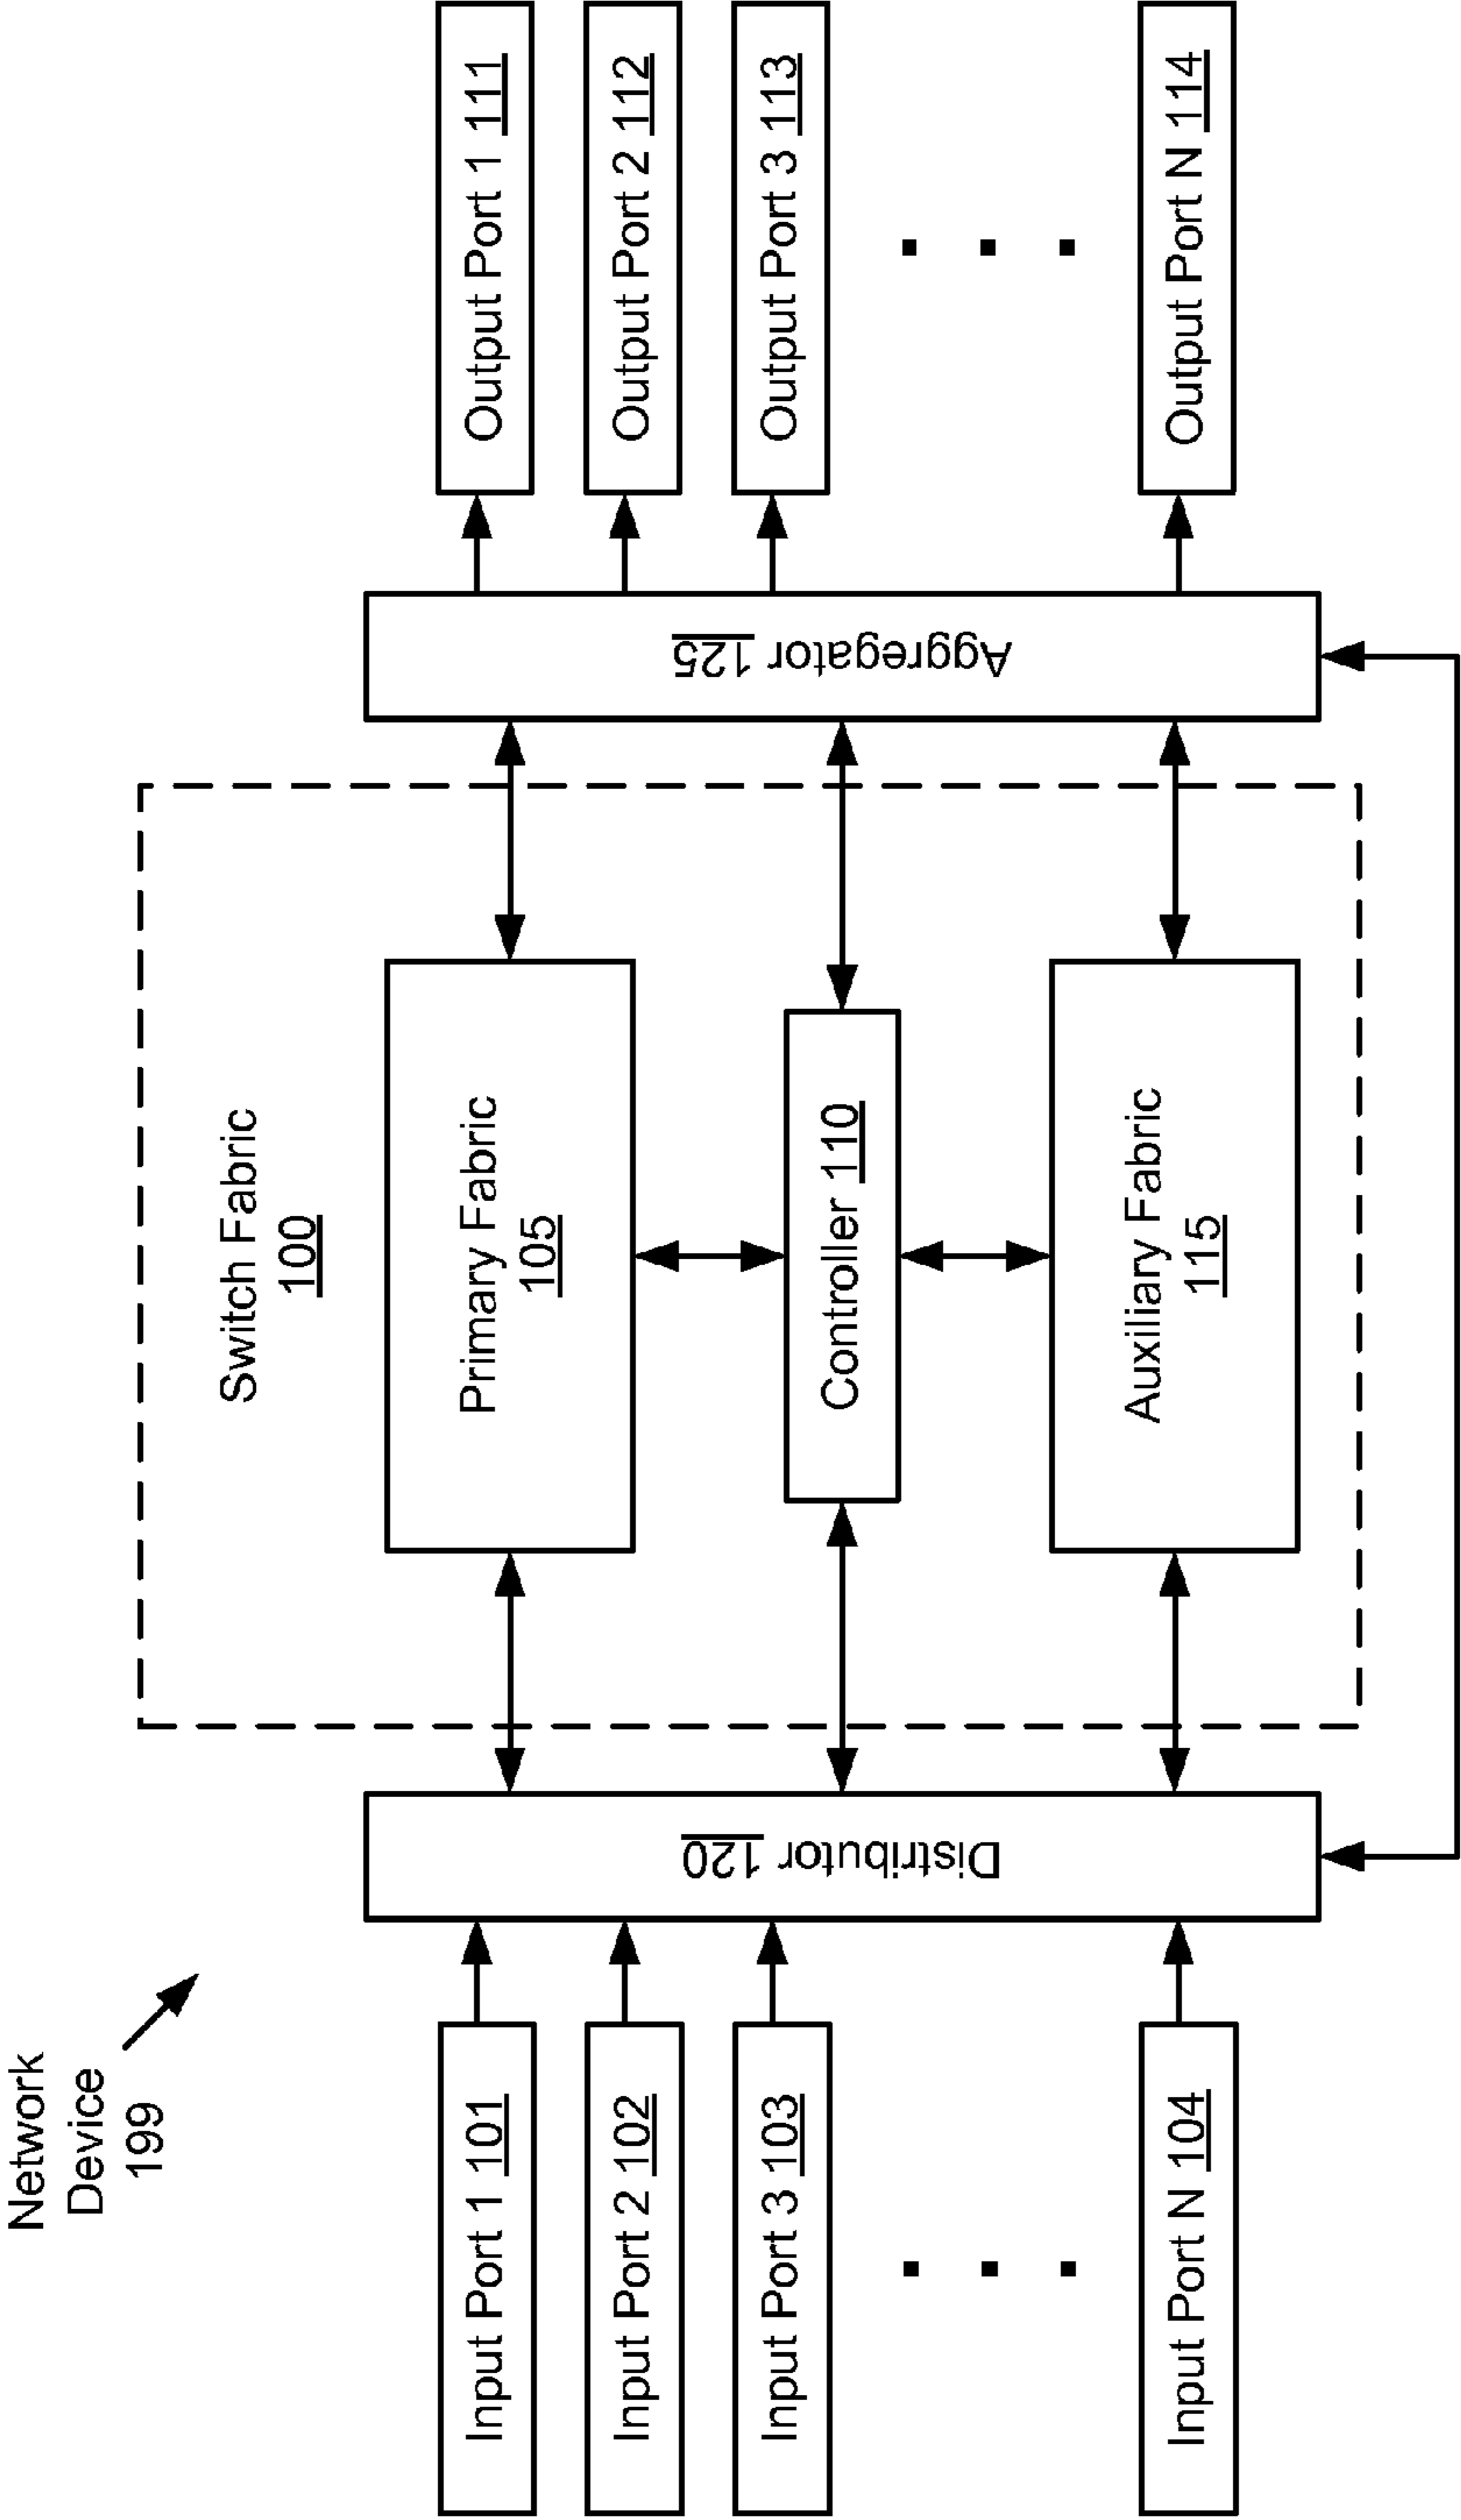 Network
Device
199
Switch Fabric
100
Input Port 1 101
Input Port 2 102
Input Port 3 103
Input Port N 104
Distributor 120
Primary Fabric
105
Controller 110
Auxiliary Fabric
115
Aggregator 125
Output Port 1 111
Output Port 2 112
Output Port 3 113
Output Port N 114